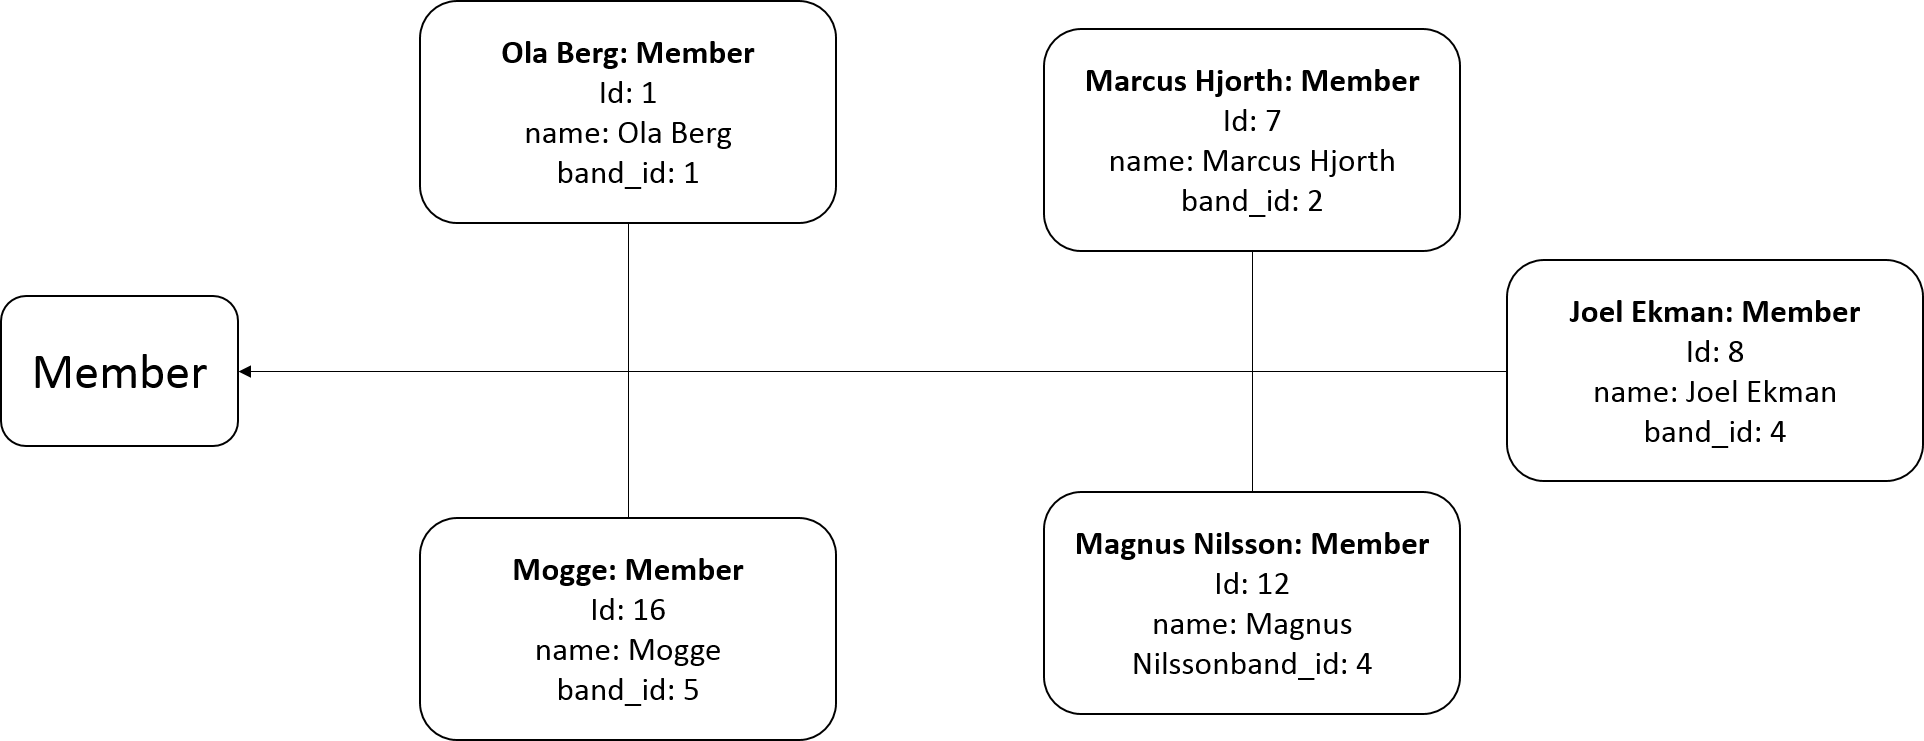 Ola Berg: Member
Id: 1
name: Ola Berg
band_id: 1
Marcus Hjorth: Member
Id: 7
name: Marcus Hjorth
band_id: 2
Member
Joel Ekman: Member
Id: 8
name: Joel Ekman
band_id: 4
Mogge: Member
Id: 16
name: Mogge
band_id: 5
Magnus Nilsson: Member
Id: 12
name: Magnus
Nilssonband_id: 4